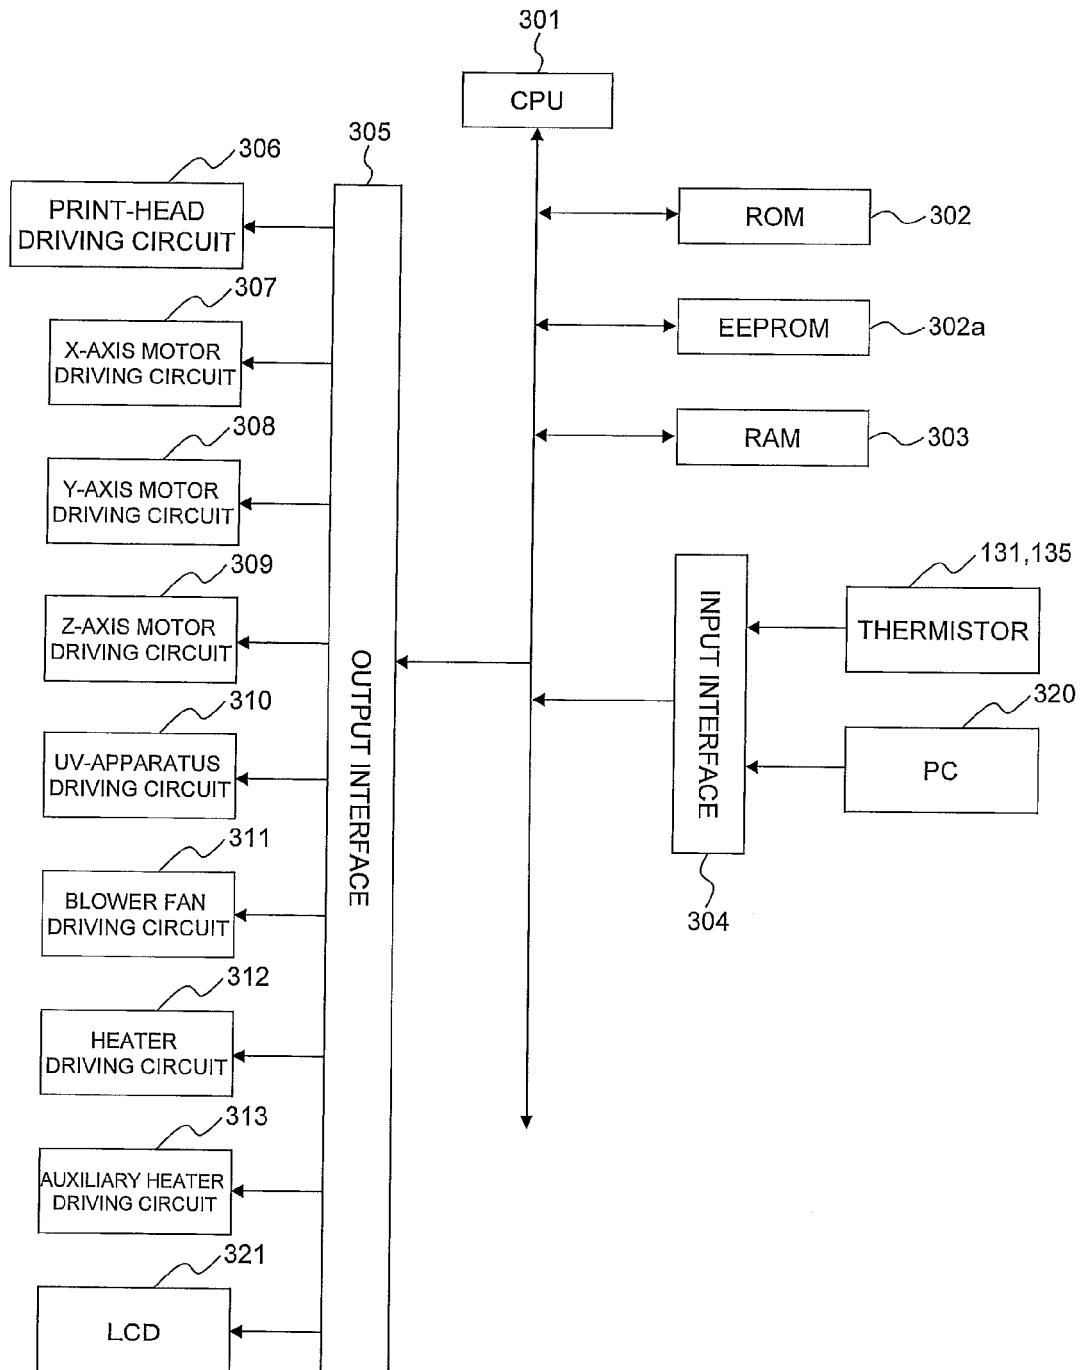 301
CPU
305
306
PRINT-HEAD
DRIVING CIRCUIT
ROM
302
307
X-AXIS MOTOR
DRIVING CIRCUIT
EEPROM
302a
308
Y-AXIS MOTOR
DRIVING CIRCUIT
RAM
303
309
Z-AXIS MOTOR
DRIVING CIRCUIT
131,135
THERMISTOR
OUTPUT INTERFACE
INPUT INTERFACE
310
UV-APPARATUS
DRIVING CIRCUIT
320
PC
311
BLOWER FAN
DRIVING CIRCUIT
304
312
HEATER
DRIVING CIRCUIT
313
AUXILIARY HEATER
DRIVING CIRCUIT
321
LCD